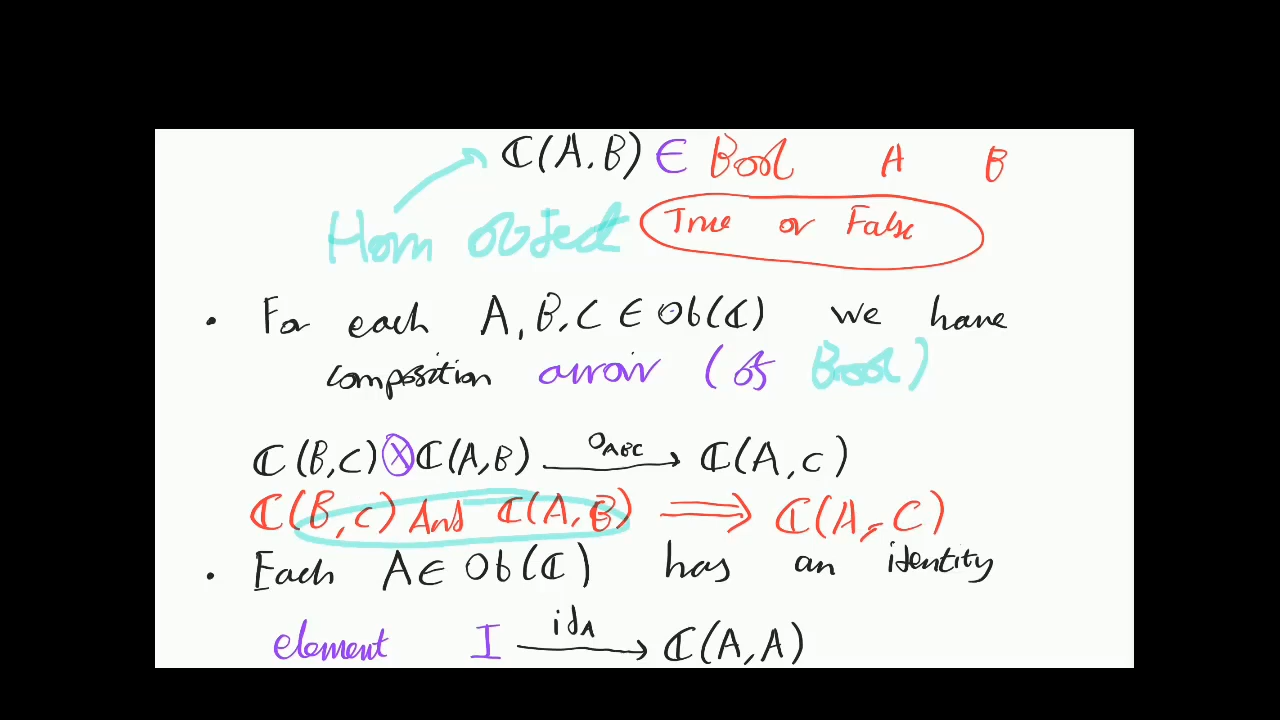 ℂ(A,B) ∈ Bool A B
Hom object True or False
• For each A, B, C ∈ Ob(ℂ) we have
composition arrow (of Bool)
ℂ(B,C) ⊗ ℂ(A,B) —∘ABC→ ℂ(A,C)
ℂ(B,C) And ℂ(A,B) ⟹ ℂ(A,C)
• Each A ∈ Ob(ℂ) has an identity
element I —idA→ ℂ(A,A)